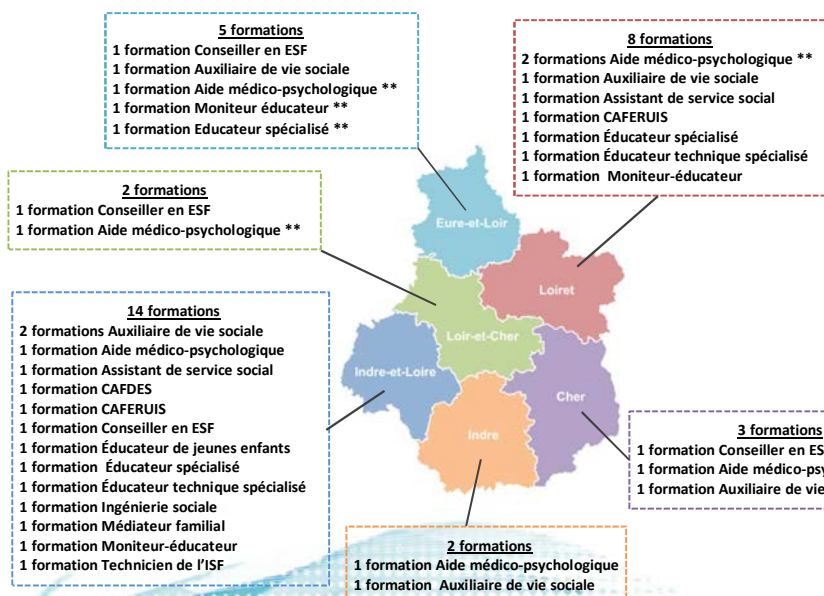 5 formations
1 formation Conseiller en ESF
1 formation Auxiliaire de vie sociale
1 formation Aide médico-psychologique **
1 formation Moniteur éducateur **
1 formation Educateur spécialisé **
8 formations
2 formations Aide médico-psychologique **
1 formation Auxiliaire de vie sociale
1 formation Assistant de service social
1 formation CAFERUIS
1 formation Éducateur spécialisé
1 formation Éducateur technique spécialisé
1 formation Moniteur-éducateur
2 formations
1 formation Conseiller en ESF
1 formation Aide médico-psychologique **
14 formations
2 formations Auxiliaire de vie sociale
1 formation Aide médico-psychologique
1 formation Assistant de service social
1 formation CAFDES
1 formation CAFERUIS
1 formation Conseiller en ESF
1 formation Éducateur de jeunes enfants
1 formation Éducateur spécialisé
1 formation Éducateur technique spécialisé
1 formation Ingénierie sociale
1 formation Médiateur familial
1 formation Moniteur-éducateur
1 formation Technicien de l'ISF
Eure-et-Loir
Loiret
Loir-et-Cher
Indre-et-Loire
Cher
Indre
3 formations
1 formation Conseiller en ES
1 formation Aide médico-psy
1 formation Auxiliaire de vie
2 formations
1 formation Aide médico-psychologique
1 formation Auxiliaire de vie sociale